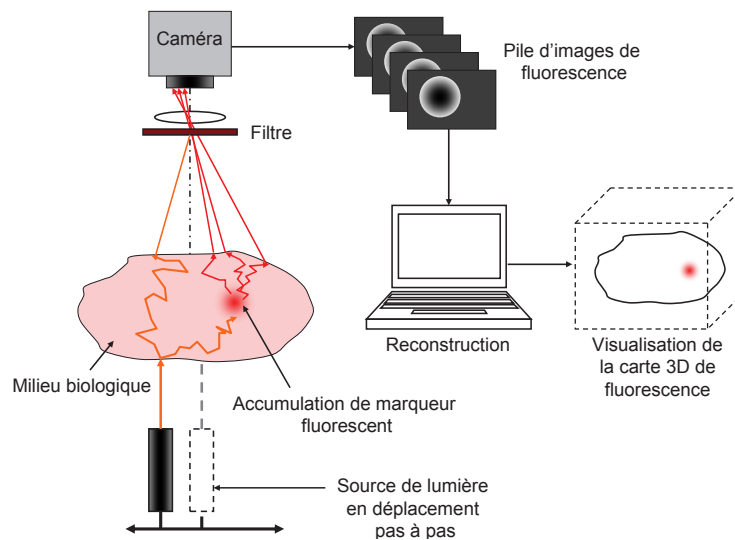 Caméra
Pile d'images de
fluorescence
Filtre
Milieu biologique
Accumulation de marqueur
fluorescent
Reconstruction
Visualisation de
la carte 3D de
fluorescence
Source de lumière
en déplacement
pas à pas